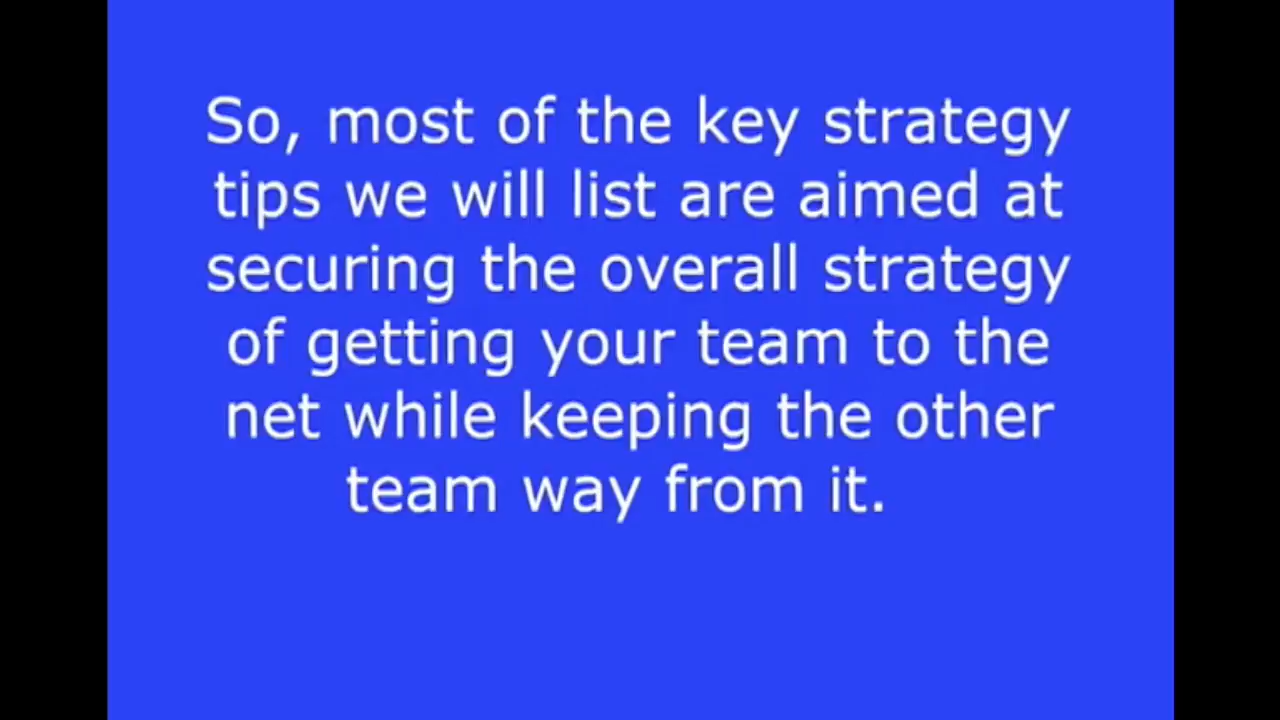 So, most of the key strategy
tips we will list are aimed at
securing the overall strategy
of getting your team to the
net while keeping the other
team way from it.